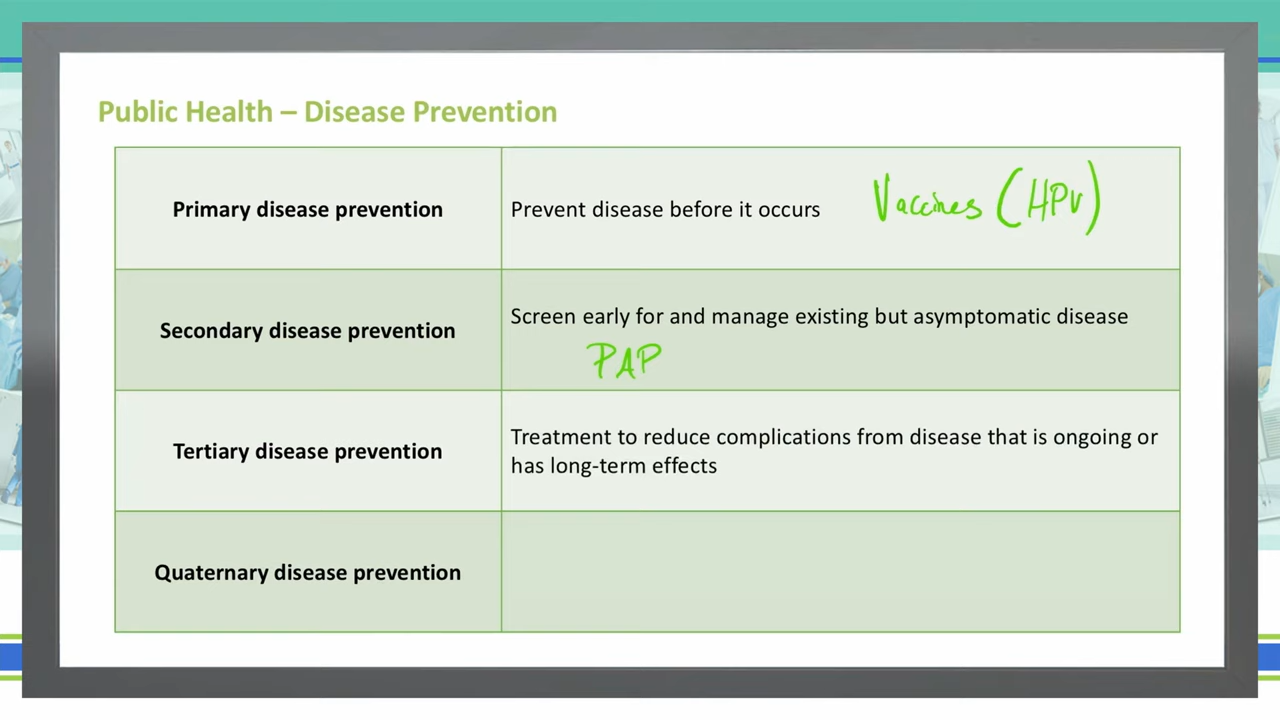 Public Health – Disease Prevention
Primary disease prevention
Prevent disease before it occurs
Vaccines (HPV)
Secondary disease prevention
Screen early for and manage existing but asymptomatic disease
PAP
Tertiary disease prevention
Treatment to reduce complications from disease that is ongoing or
has long-term effects
Quaternary disease prevention